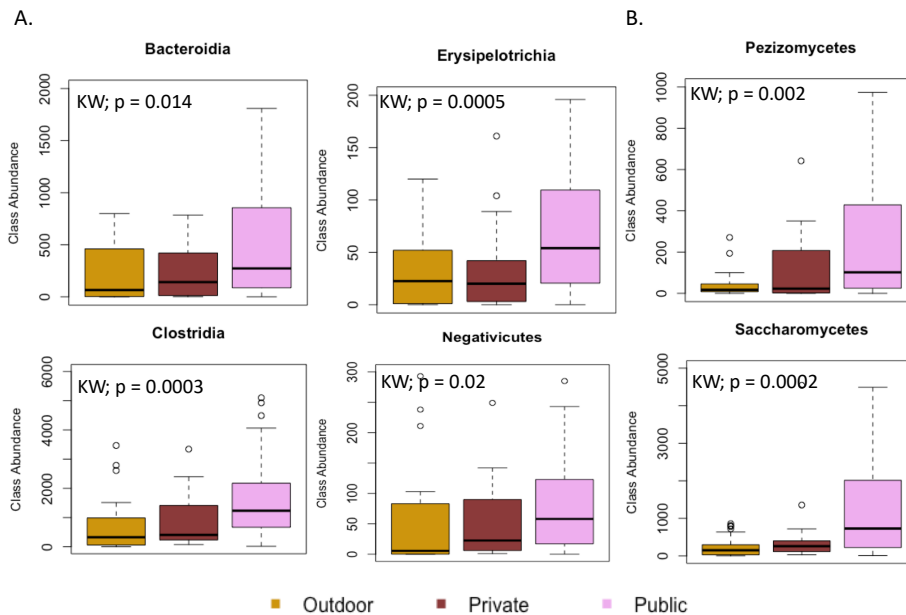 A.
B.
Bacteroidia
KW; p = 0.014
Class Abundance
0
500
1000
1500
2000
Erysipelotrichia
KW; p = 0.0005
Class Abundance
0
50
100
150
200
Pezizomycetes
KW; p = 0.002
Class Abundance
0
200
400
600
800
1000
Clostridia
KW; p = 0.0003
Class Abundance
0
2000
4000
6000
Negativicutes
KW; p = 0.02
Class Abundance
0
50
100
200
300
Saccharomycetes
KW; p = 0.0002
Class Abundance
0
1000
3000
5000
Outdoor
Private
Public